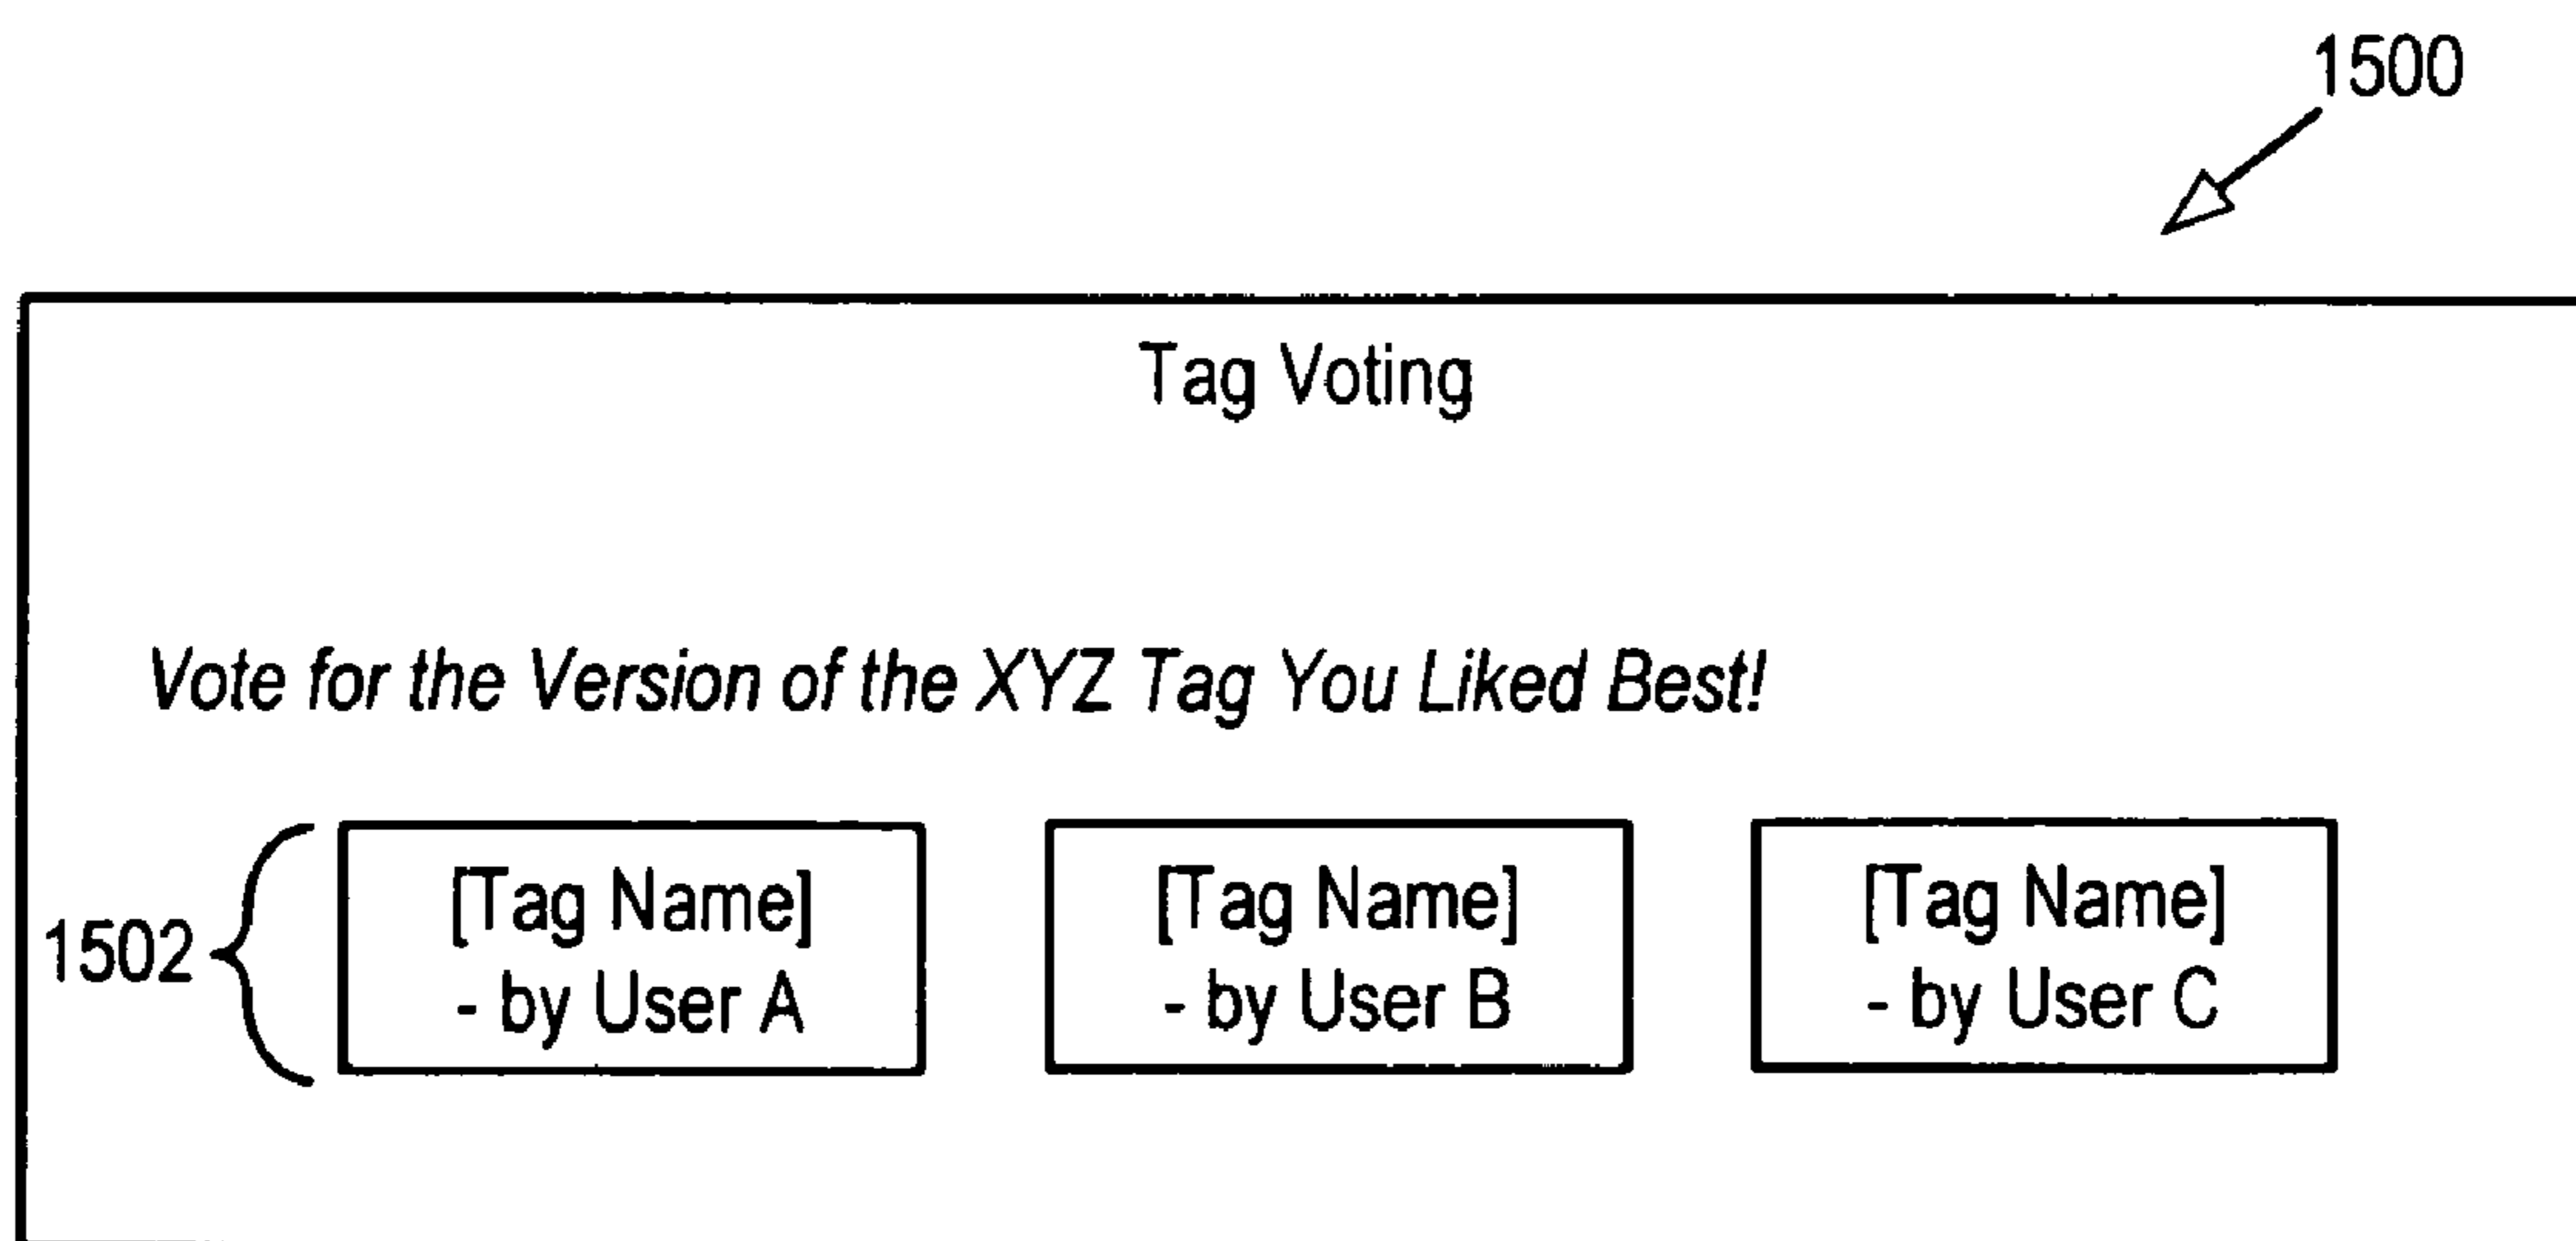 1500
Tag Voting
Vote for the Version of the XYZ Tag You Liked Best!
1502
[Tag Name]
- by User A
[Tag Name]
- by User B
[Tag Name]
- by User C